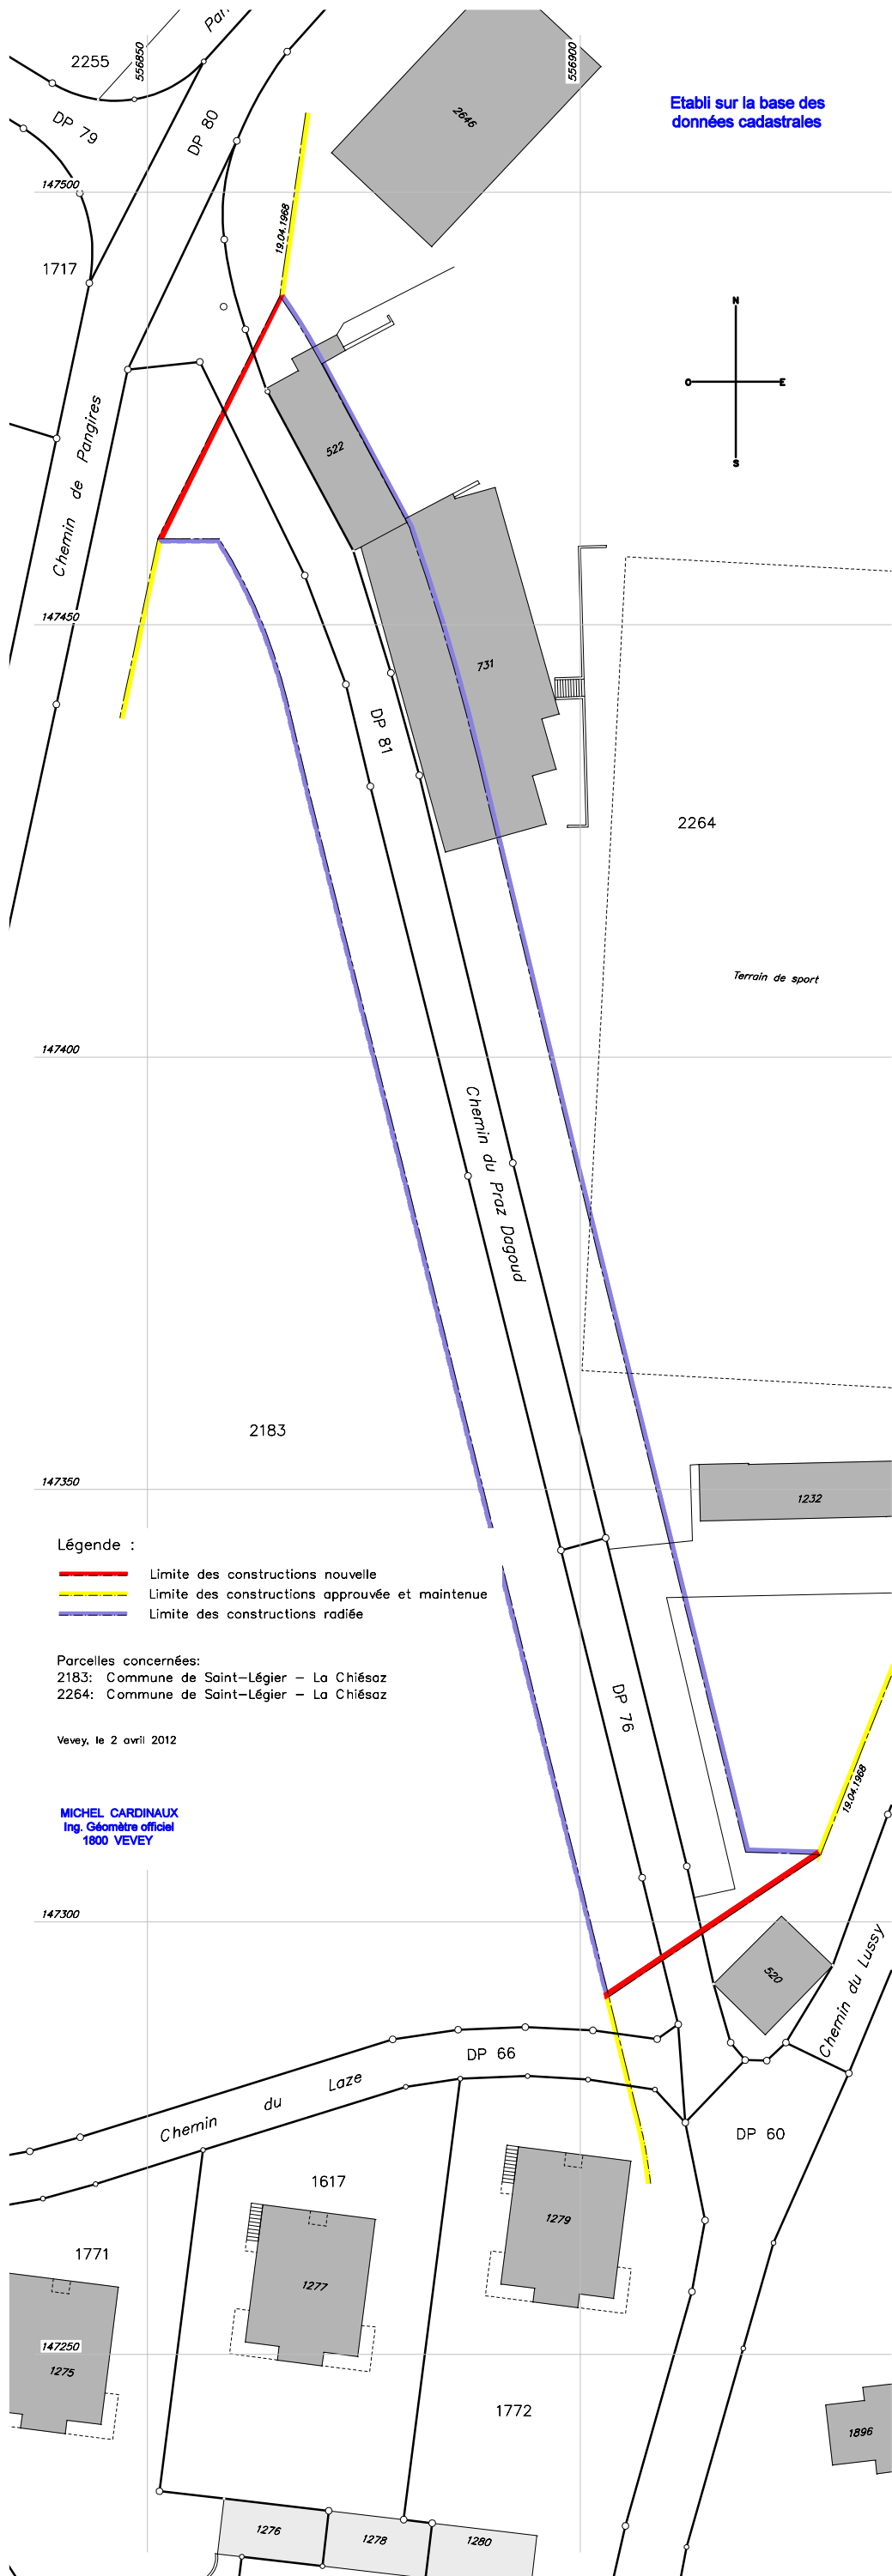 Pan
2255
556850
556900
2646
Etabli sur la base des
données cadastrales
DP 79
DP 80
147500
19.04.1968
1717
N
O
E
S
Chemin de Pangires
522
147450
731
DP 81
2264
Terrain de sport
147400
Chemin du Praz Dagoud
2183
147350
1232
Légende :
Limite des constructions nouvelle
Limite des constructions approuvée et maintenue
Limite des constructions radiée
Parcelles concernées:
2183: Commune de Saint-Légier - La Chiésaz
2264: Commune de Saint-Légier - La Chiésaz
DP 76
Vevey, le 2 avril 2012
19.04.1968
MICHEL CARDINAUX
Ing. Géomètre officiel
1800 VEVEY
147300
520
Chemin du Lussy
DP 66
Chemin du Laze
DP 60
1617
1279
1771
1277
147250
1275
1772
1896
1276
1278
1280